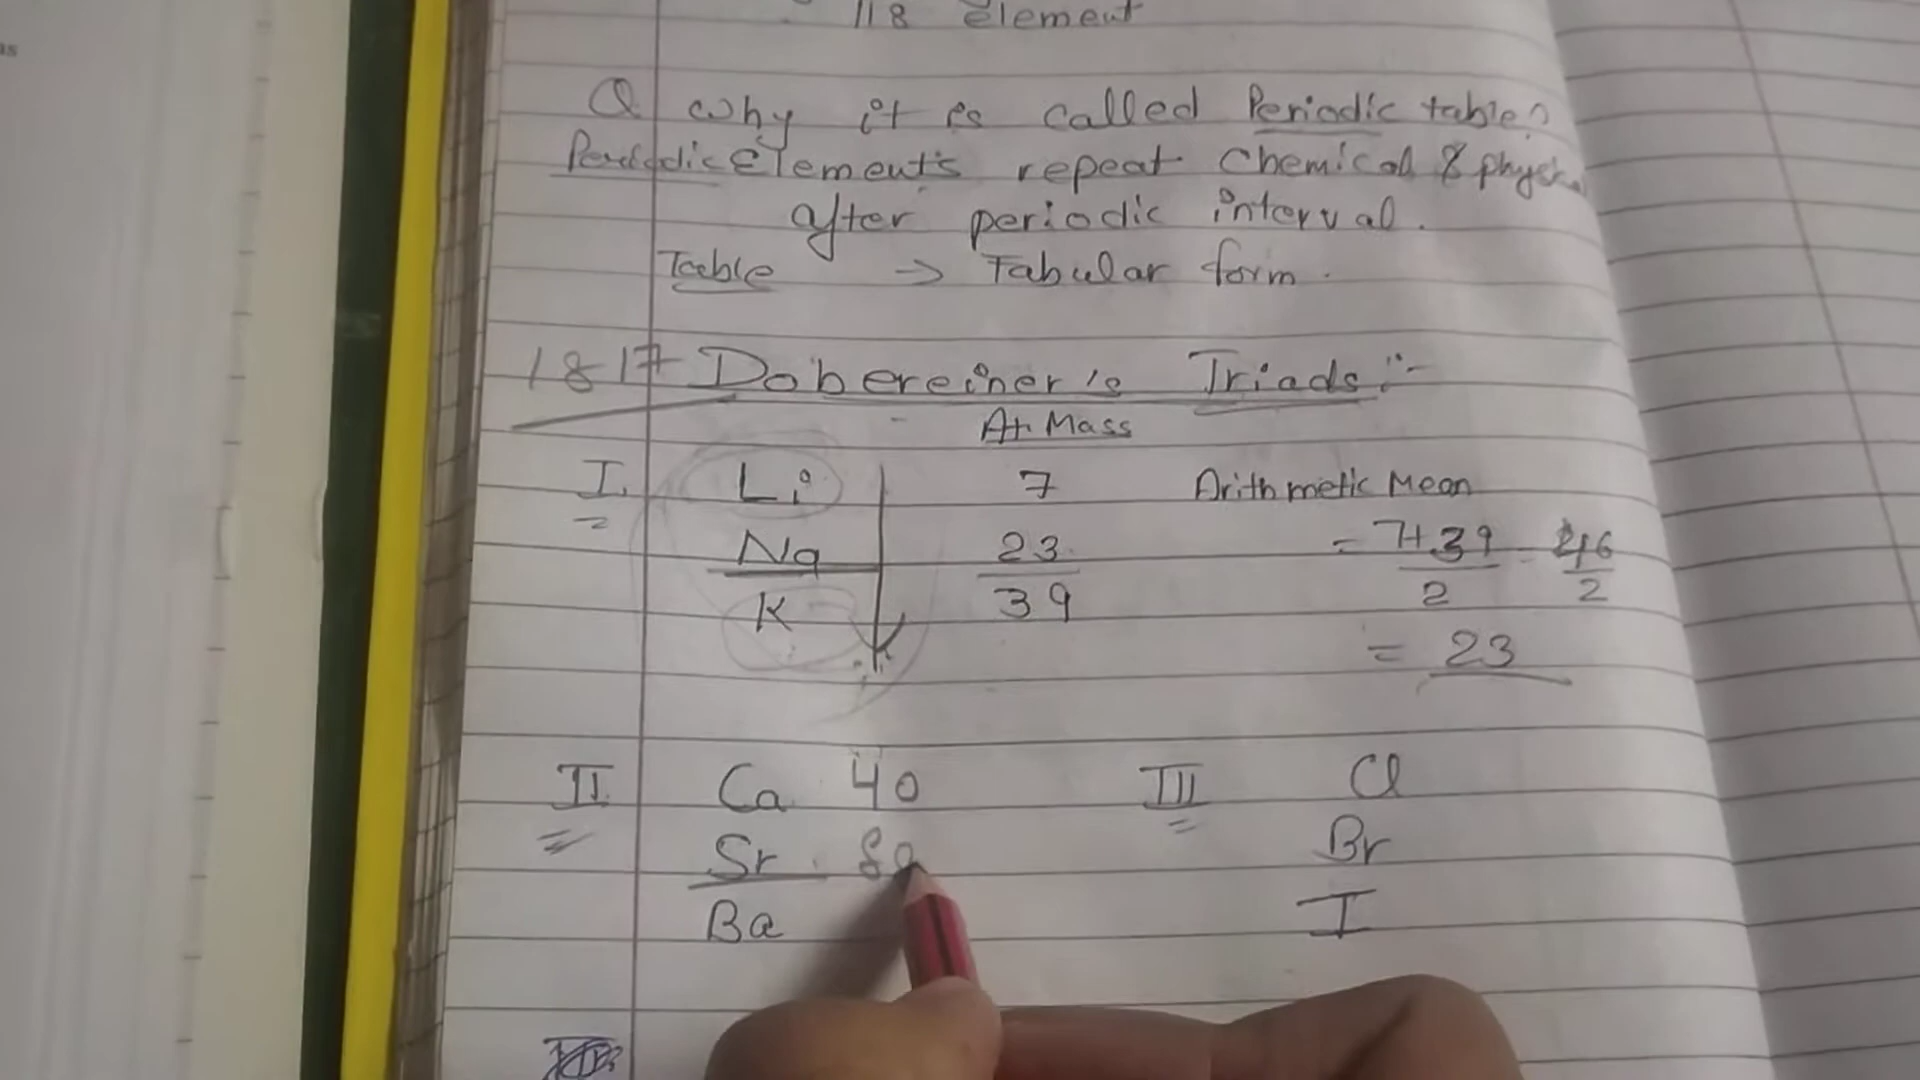 118 element
Q why it is called Periodic table?
Periodic Elements repeat Chemical & physical
after periodic interval.
Table → Tabular form.
1817 Dobereiner's Triads :-
At. Mass
I. Li 7 Arithmetic Mean
Na 23 = 7+39/2 = 46/2
K 39
= 23
II Ca 40 III Cl
Sr 8 Br
Ba I